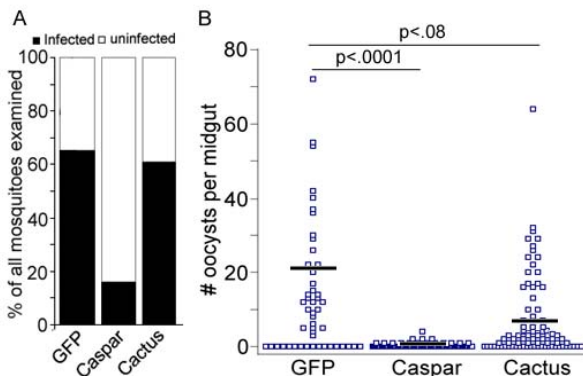 A
■ Infected □ uninfected
% of all mosquitoes examined
100
80
60
40
20
0
GFP
Caspar
Cactus
B
p<.08
p<.0001
# oocysts per midgut
80
60
40
20
0
GFP
Caspar
Cactus